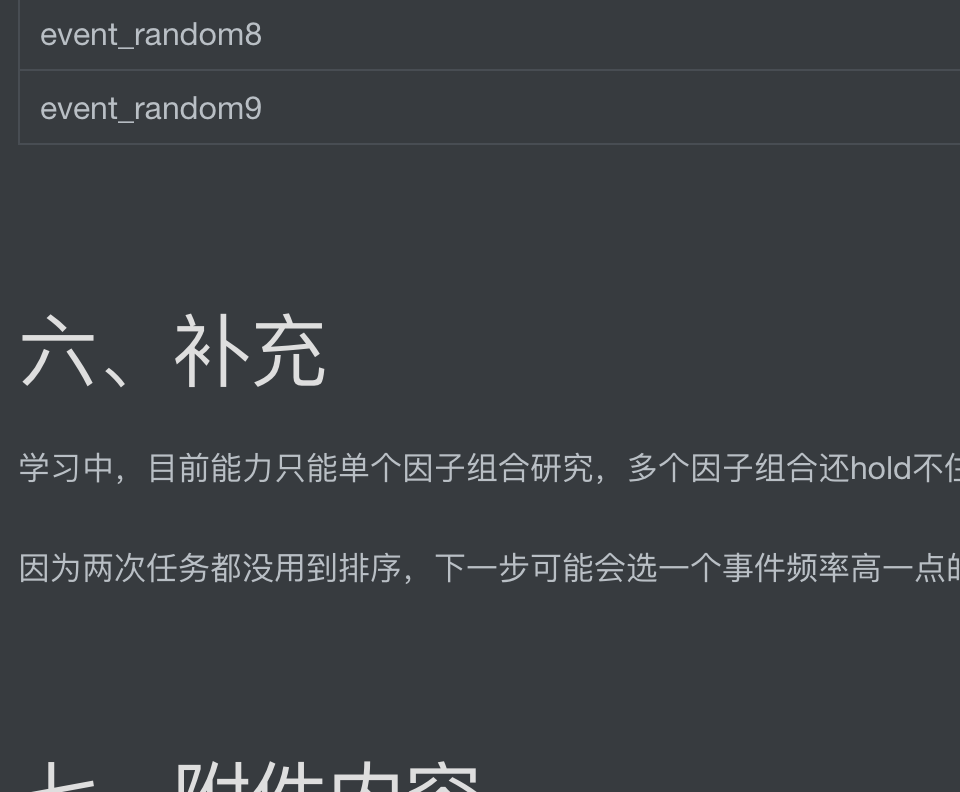 event_random8
event_random9
六、补充
学习中，目前能力只能单个因子组合研究，多个因子组合还hold不
因为两次任务都没用到排序，下一步可能会选一个事件频率高一点
七、附件内容